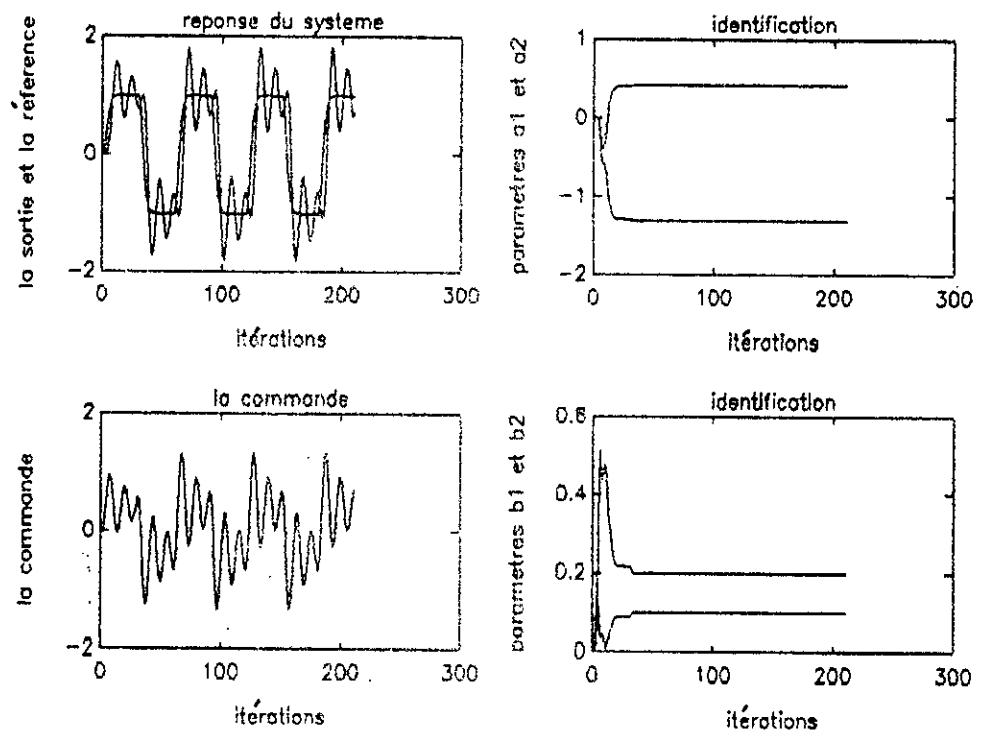 reponse du systeme
la sortie et la réference
2
0
-2
0
100
200
300
itérations
identification
parametres a1 et a2
1
0
-1
-2
0
100
200
300
itérations
la commande
la commande
2
0
-2
0
100
200
300
itérations
identification
parametres b1 et b2
0.6
0.4
0.2
0
0
100
200
300
itérations